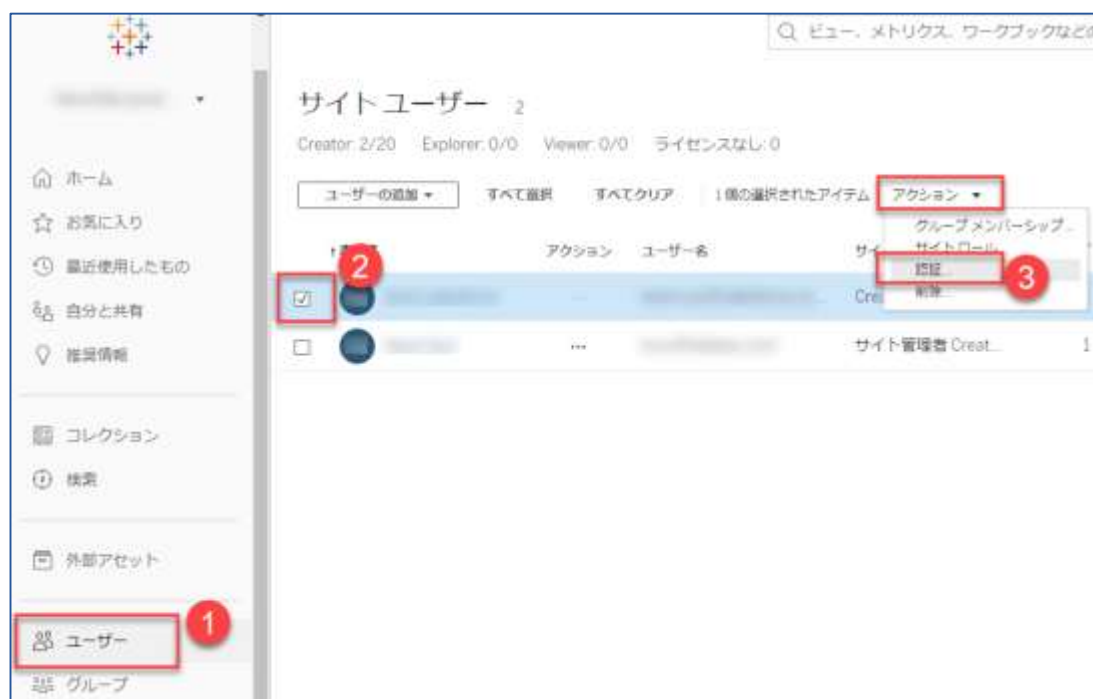 ビュー、メトリクス、ワークブックなどの
サイト ユーザー 2
Creator: 2/20 Explorer: 0/0 Viewer: 0/0 ライセンスなし: 0
ホーム
お気に入り
最近使用したもの
自分と共有
推奨情報
コレクション
検索
外部アセット
1
ユーザー
グループ
ユーザーの追加 すべて選択 すべてクリア 1 個の選択されたアイテム アクション
グループ メンバーシップ...
サイト ロール...
認証...
削除...
3
アクション ユーザー名 サイ
2
Cre
... サイト管理者 Creat... 1